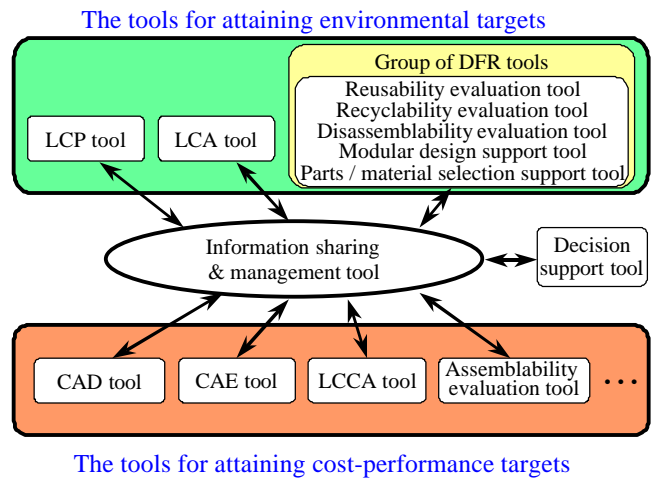 The tools for attaining environmental targets
Group of DFR tools
Reusability evaluation tool
Recyclability evaluation tool
Disassemblability evaluation tool
Modular design support tool
Parts / material selection support tool
LCP tool
LCA tool
Information sharing
& management tool
Decision
support tool
CAD tool
CAE tool
LCCA tool
Assemblability
evaluation tool
...
The tools for attaining cost-performance targets